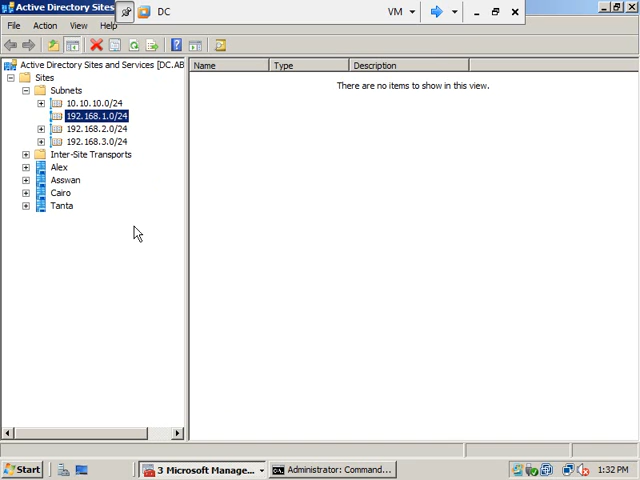 Active Directory Sites
DC
VM
File Action View Help
Active Directory Sites and Services [DC.AB
Sites
Subnets
10.10.10.0/24
192.168.1.0/24
192.168.2.0/24
192.168.3.0/24
Inter-Site Transports
Alex
Asswan
Cairo
Tanta
Name Type Description
There are no items to show in this view.
Start
3 Microsoft Manage...
Administrator: Command...
1:32 PM